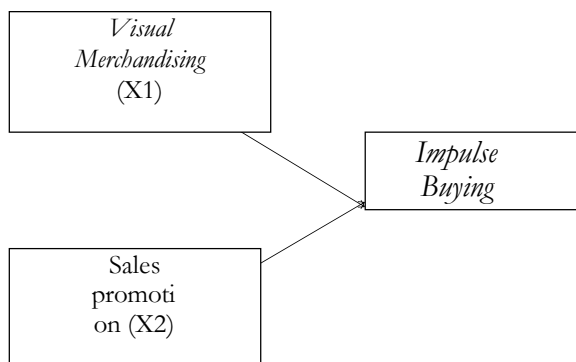 Visual
Merchandising
(X1)
Impulse
Buying
Sales
promoti
on (X2)